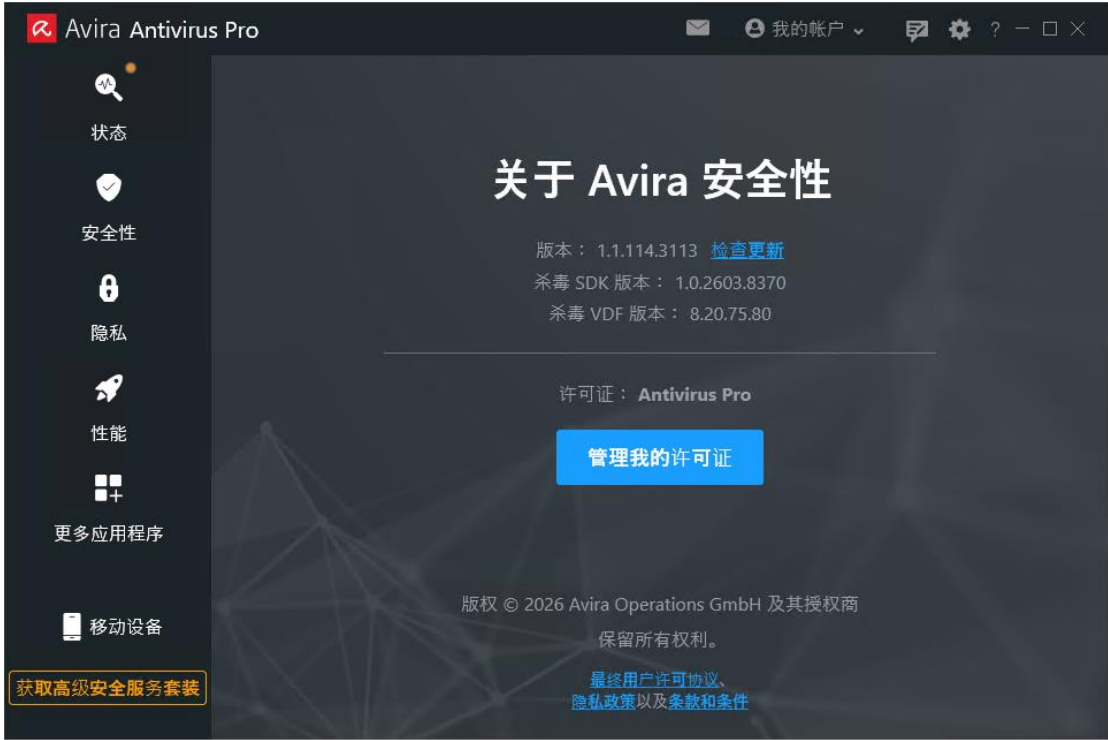 Avira Antivirus Pro
我的帐户
?
状态
安全性
隐私
性能
更多应用程序
移动设备
获取高级安全服务套装
关于 Avira 安全性
版本： 1.1.114.3113 检查更新
杀毒 SDK 版本： 1.0.2603.8370
杀毒 VDF 版本： 8.20.75.80
许可证： Antivirus Pro
管理我的许可证
版权 © 2026 Avira Operations GmbH 及其授权商
保留所有权利。
最终用户许可协议、
隐私政策以及条款和条件